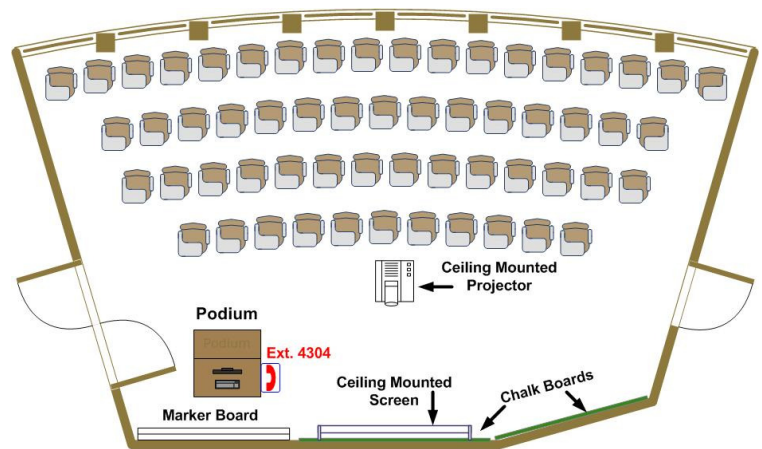 Ceiling Mounted
Projector
Podium
Podium
Ext. 4304
Ceiling Mounted
Screen
Chalk Boards
Marker Board